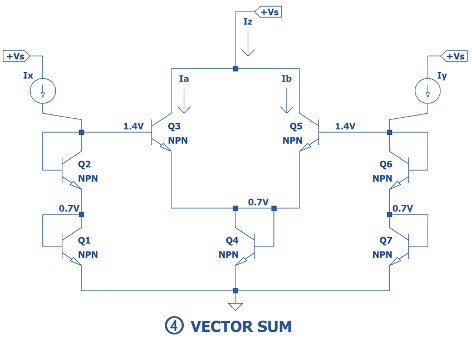 +Vs
Iz
+Vs
+Vs
Ix
Ia
Ib
Iy
1.4V
Q3
NPN
Q5
NPN
1.4V
Q2
NPN
Q6
NPN
0.7V
0.7V
0.7V
Q1
NPN
Q4
NPN
Q7
NPN
④ VECTOR SUM